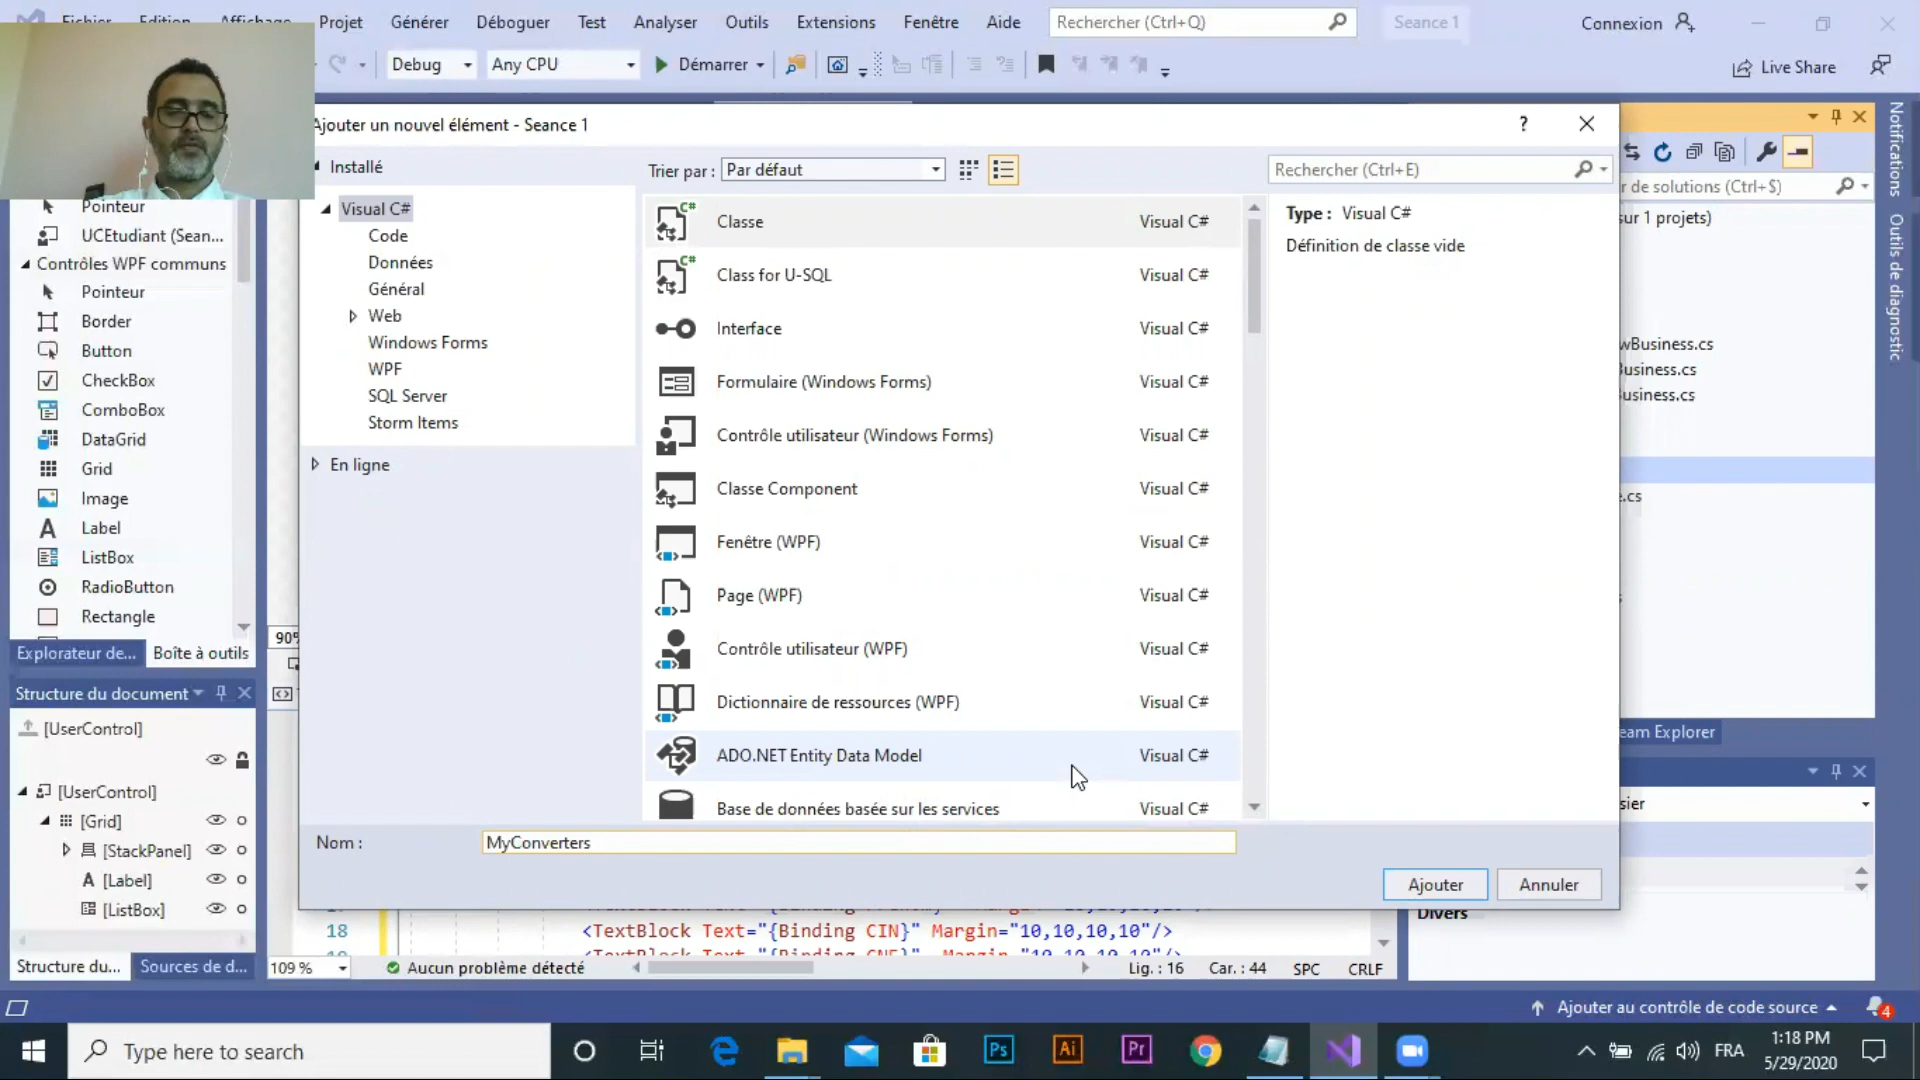 Projet
Générer
Déboguer
Test
Analyser
Outils
Extensions
Fenêtre
Aide
Rechercher (Ctrl+Q)
Seance 1
Connexion
Debug
Any CPU
Démarrer
Live Share
Ajouter un nouvel élément - Seance 1
?
Installé
Visual C#
Code
Données
Général
Web
Windows Forms
WPF
SQL Server
Storm Items
En ligne
Trier par :
Par défaut
Rechercher (Ctrl+E)
Classe Visual C#
Class for U-SQL Visual C#
Interface Visual C#
Formulaire (Windows Forms) Visual C#
Contrôle utilisateur (Windows Forms) Visual C#
Classe Component Visual C#
Fenêtre (WPF) Visual C#
Page (WPF) Visual C#
Contrôle utilisateur (WPF) Visual C#
Dictionnaire de ressources (WPF) Visual C#
ADO.NET Entity Data Model Visual C#
Base de données basée sur les services Visual C#
Type : Visual C#
Définition de classe vide
Nom :
MyConverters
Ajouter
Annuler
Pointeur
UCEtudiant (Sean...
Contrôles WPF communs
Pointeur
Border
Button
CheckBox
ComboBox
DataGrid
Grid
Image
Label
ListBox
RadioButton
Rectangle
Explorateur de...
Boîte à outils
Structure du document
[UserControl]
[UserControl]
[Grid]
[StackPanel]
[Label]
[ListBox]
Structure du...
Sources de d...
90%
18 <TextBlock Text="{Binding CIN}" Margin="10,10,10,10"/>
109 %
Aucun problème détecté
Lig. : 16
Car. : 44
SPC
CRLF
de solutions (Ctrl+$)
sur 1 projets)
wBusiness.cs
Business.cs
usiness.cs
.cs
eam Explorer
sier
Divers
Notifications
Outils de diagnostic
Ajouter au contrôle de code source
4
Type here to search
Ps
Ai
Pr
FRA
1:18 PM
5/29/2020